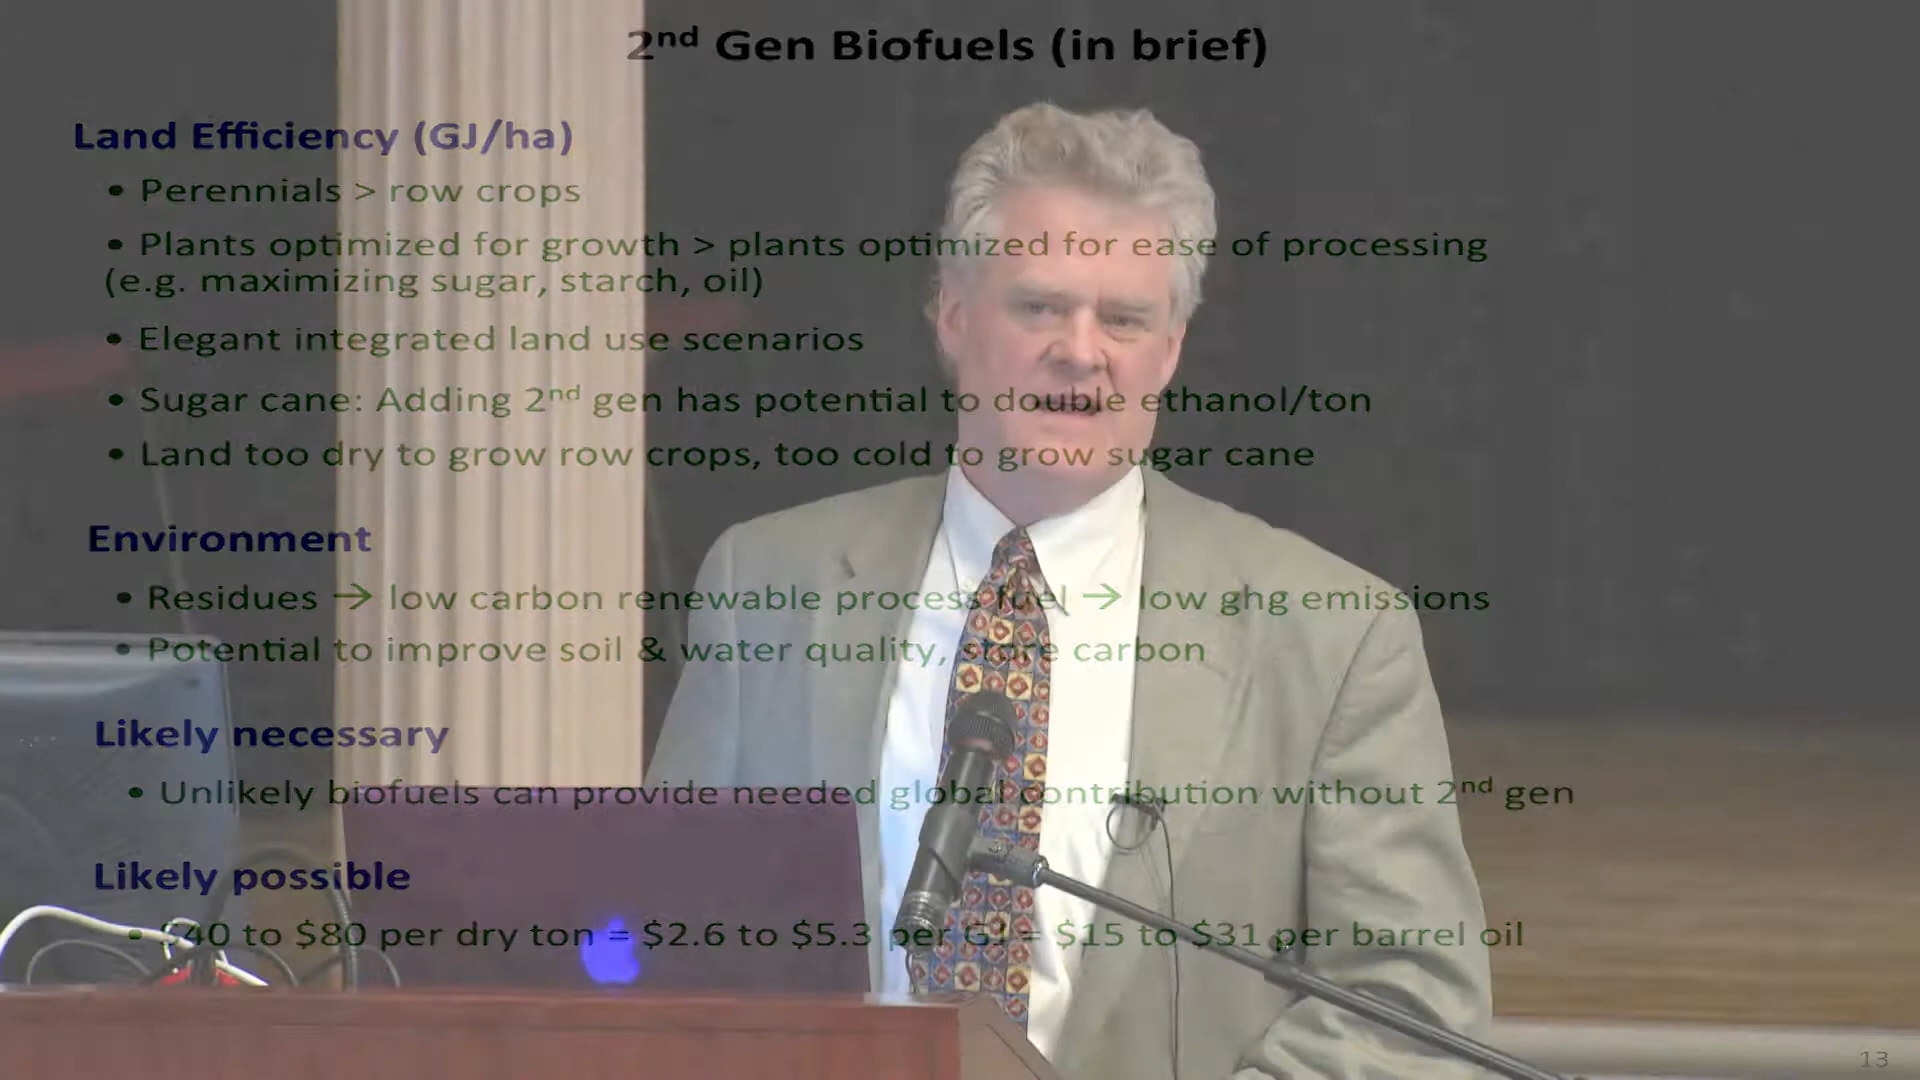 2nd Gen Biofuels (in brief)
Land Efficiency (GJ/ha)
• Perennials > row crops
• Plants optimized for growth > plants optimized for ease of processing
(e.g. maximizing sugar, starch, oil)
• Elegant integrated land use scenarios
• Sugar cane: Adding 2nd gen has potential to double ethanol/ton
• Land too dry to grow row crops, too cold to grow sugar cane
Environment
• Residues → low carbon renewable process fuel → low ghg emissions
• Potential to improve soil & water quality, store carbon
Likely necessary
• Unlikely biofuels can provide needed global contribution without 2nd gen
Likely possible
• $40 to $80 per dry ton = $2.6 to $5.3 per GJ = $15 to $31 per barrel oil
13